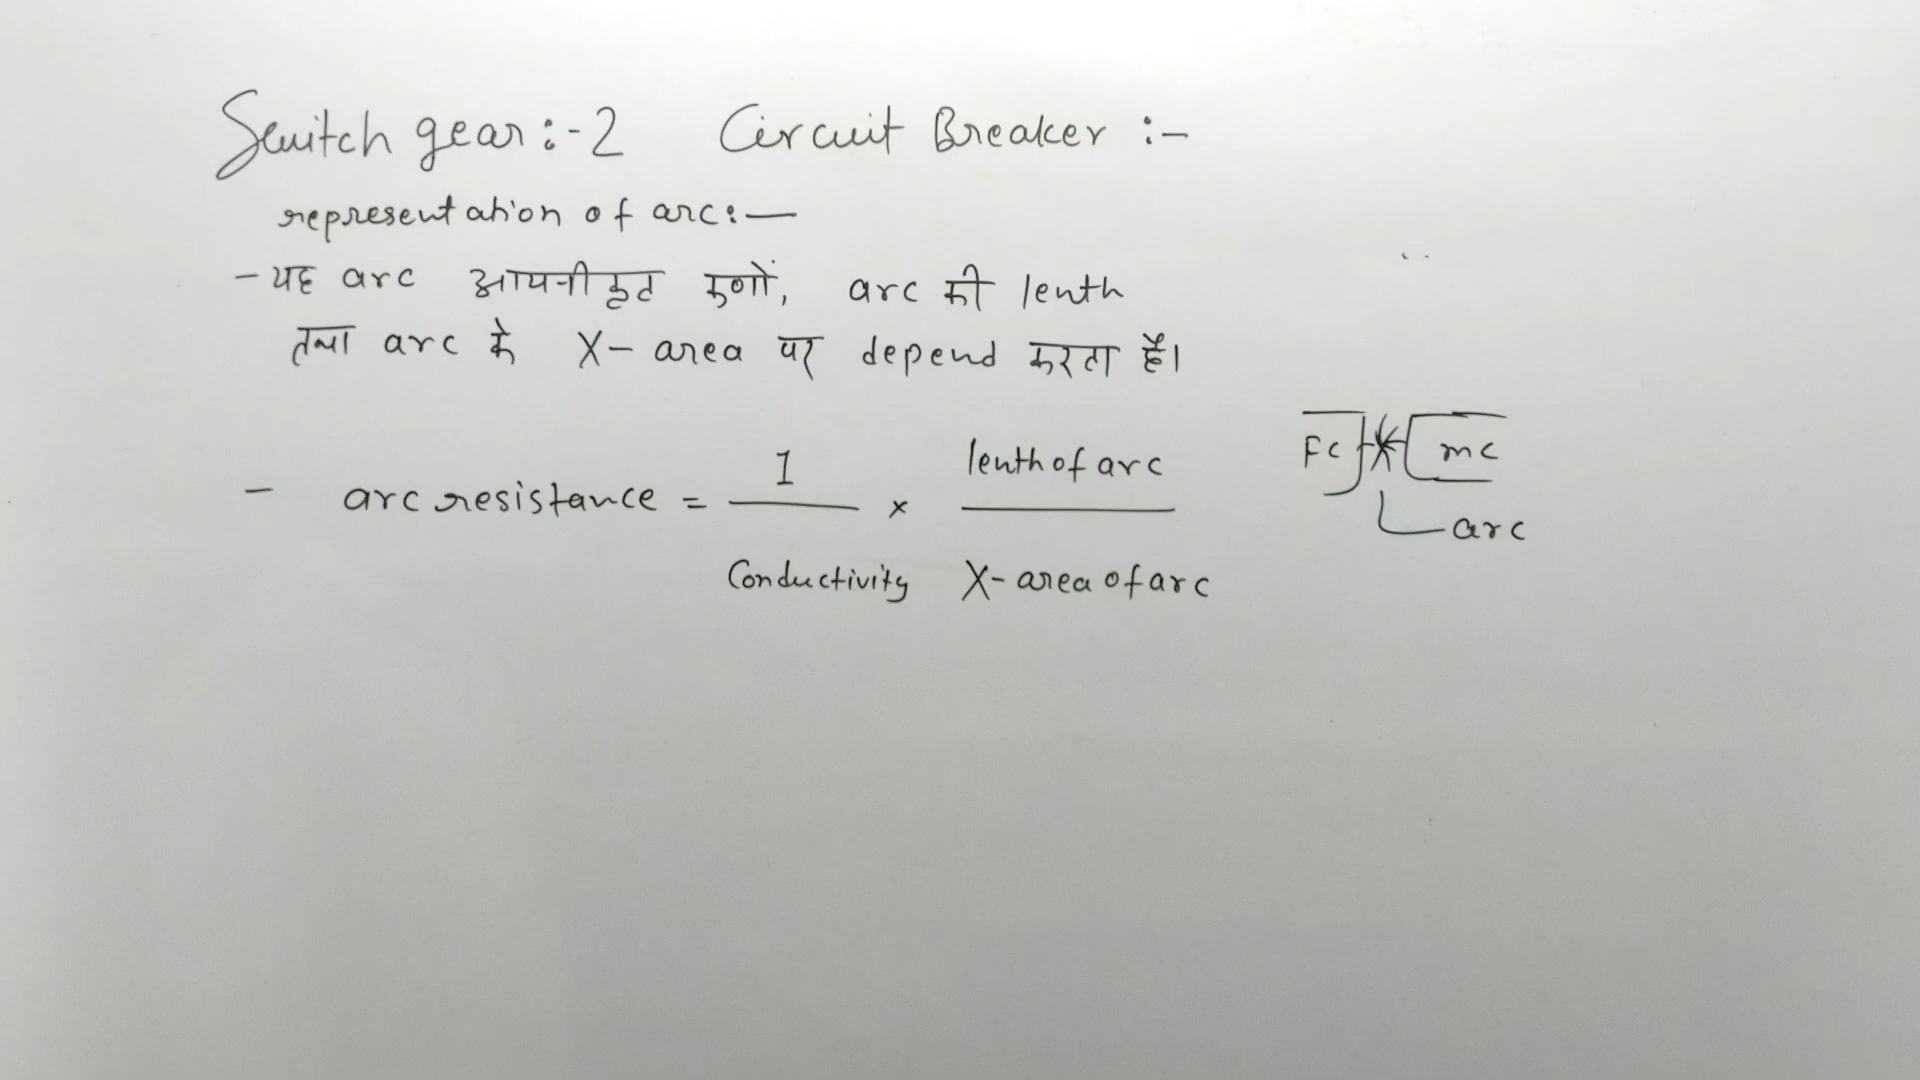 Switch gear:-2 Circuit Breaker :-
representation of arc:—
- यह arc आयनीकृत कणों, arc की lenth
तथा arc के X- area पर depend करता है।
- arc resistance = 1 / Conductivity x lenth of arc / X- area of arc
Fc mc
arc